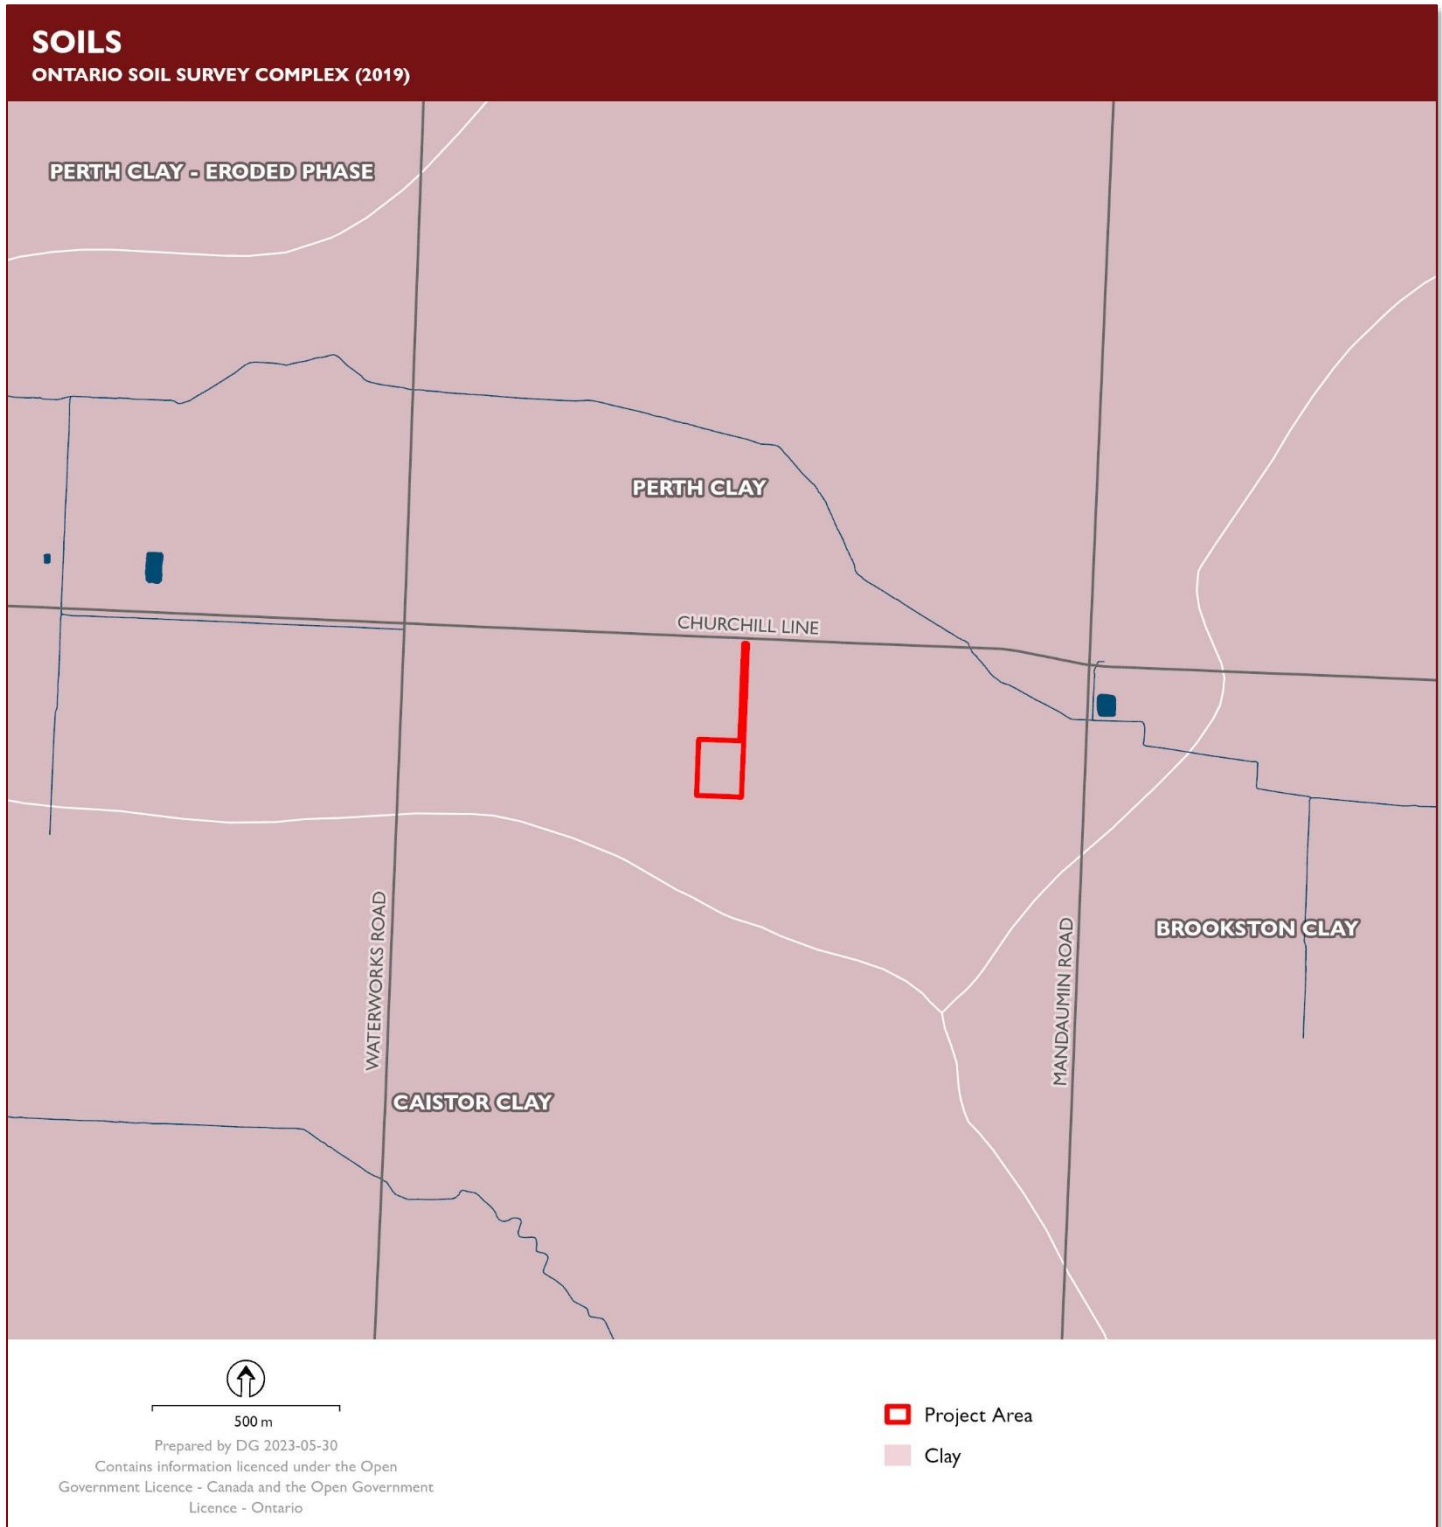 SOILS
ONTARIO SOIL SURVEY COMPLEX (2019)
PERTH CLAY - ERODED PHASE
PERTH CLAY
CHURCHILL LINE
WATERWORKS ROAD
MANDAUMIN ROAD
BROOKSTON CLAY
CAISTOR CLAY
500 m
Prepared by DG 2023-05-30
Contains information licenced under the Open
Government Licence - Canada and the Open Government
Licence - Ontario
Project Area
Clay